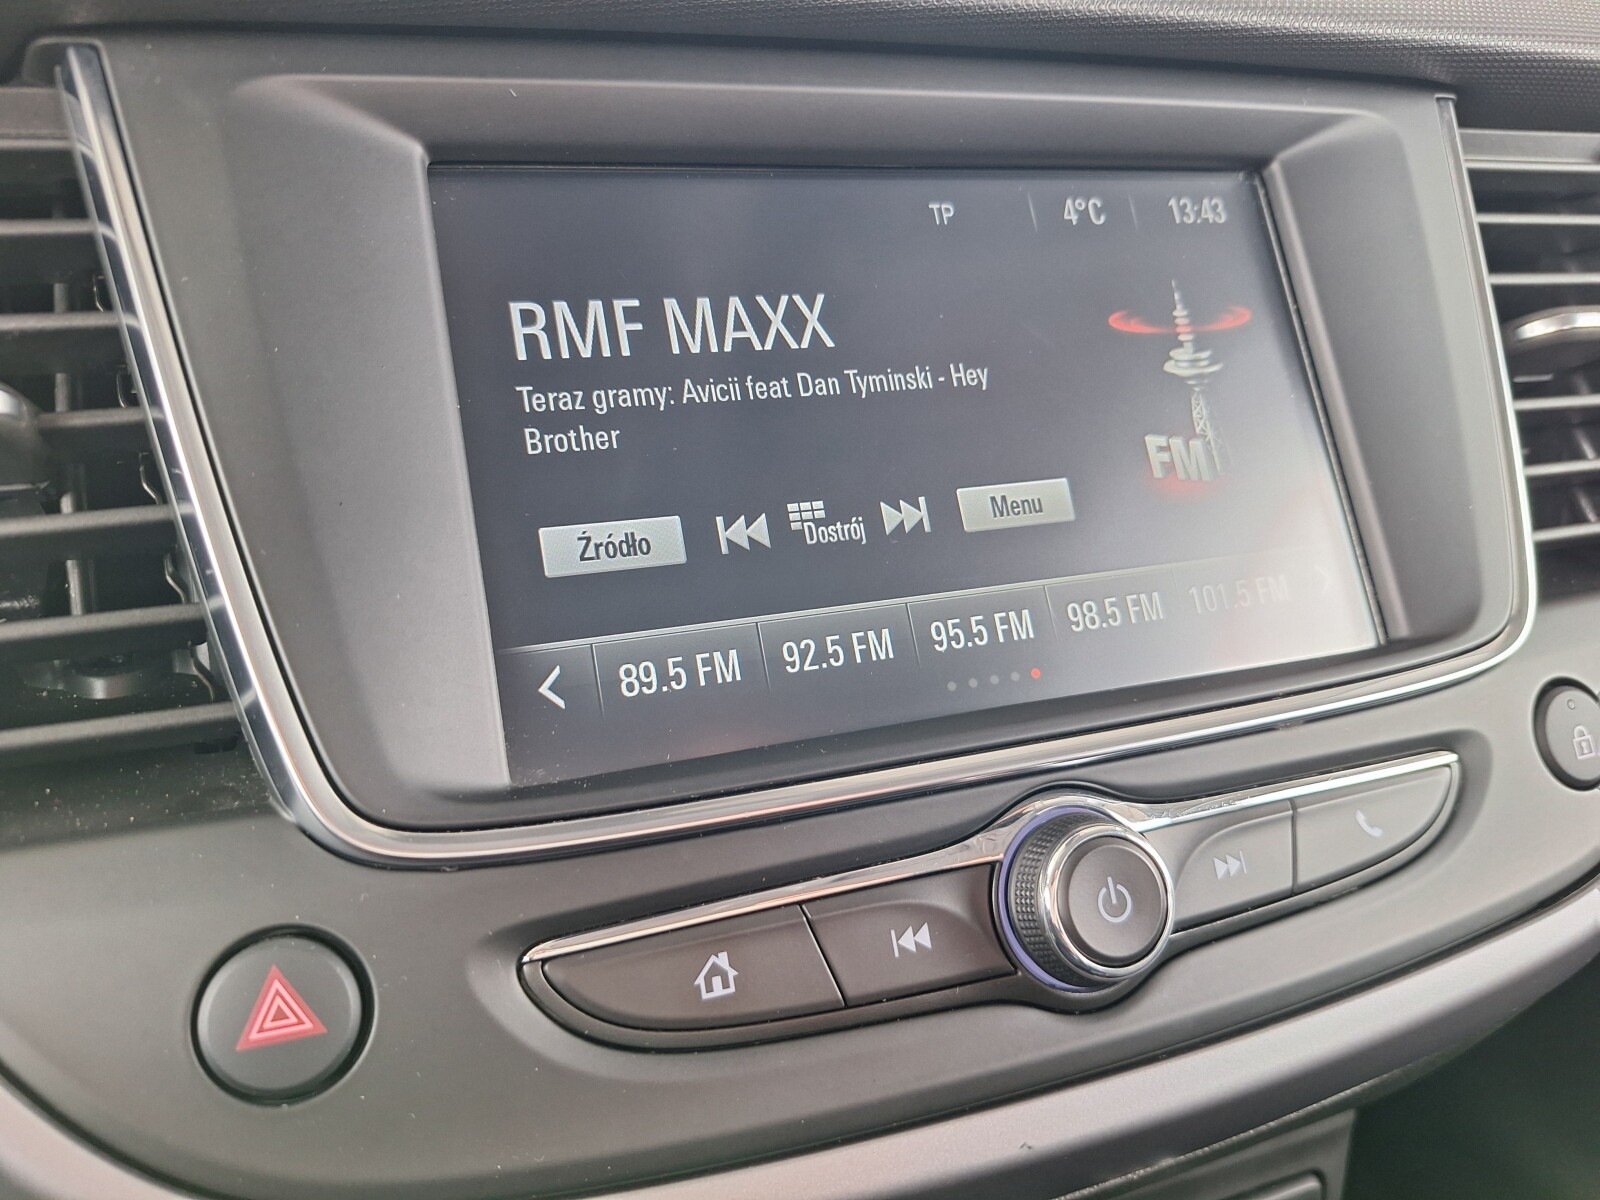 TP 4°C 13:43
RMF MAXX
Teraz gramy: Avicii feat Dan Tyminski - Hey
Brother
FM
Źródło Dostrój Menu
89.5 FM 92.5 FM 95.5 FM 98.5 FM 101.5 FM